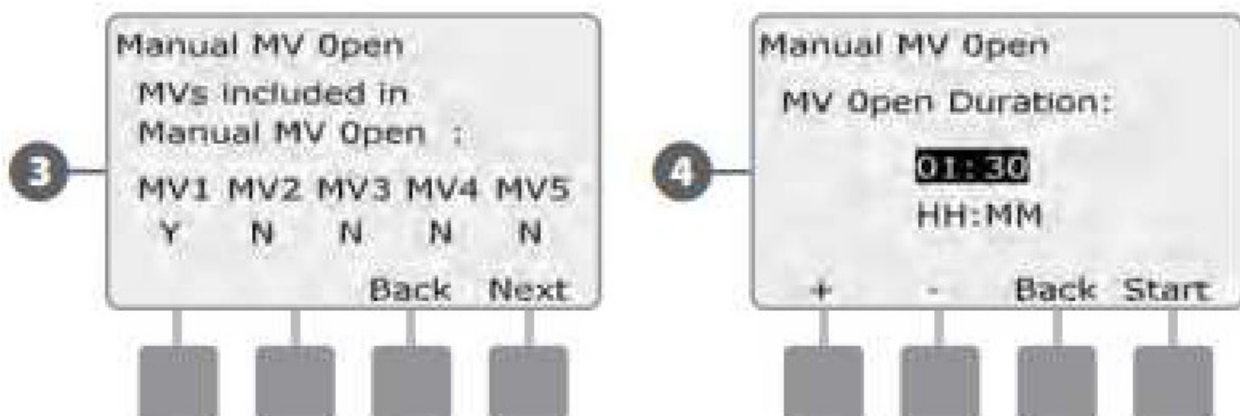 3
Manual MV Open
MVs included in
Manual MV Open :
MV1 MV2 MV3 MV4 MV5
Y N N N N
Back Next
4
Manual MV Open
MV Open Duration:
01:30
HH:MM
+ - Back Start